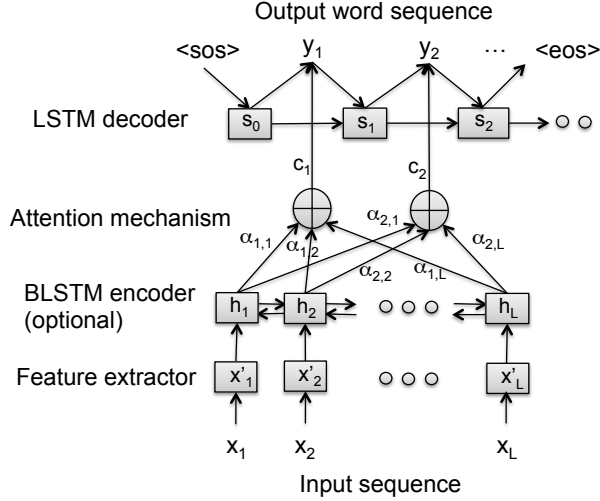 Output word sequence
<sos> y1 y2 ... <eos>
LSTM decoder s0 s1 s2
c1 c2
Attention mechanism
α1,1 α1,2 α2,1 α2,2 α1,L α2,L
BLSTM encoder
(optional)
h1 h2 hL
Feature extractor x'1 x'2 x'L
x1 x2 xL
Input sequence